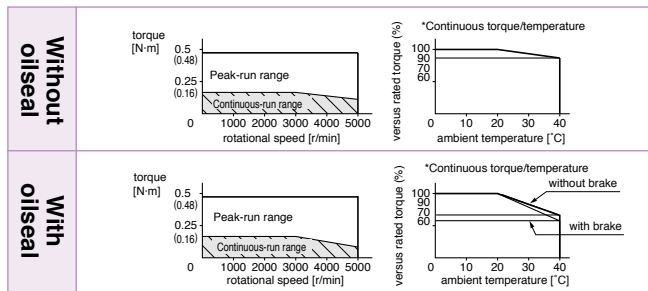 Without
oilseal
torque
[N·m]
0.5
(0.48)
0.25
(0.16)
0
Peak-run range
Continuous-run range
1000 2000 3000 4000 5000
rotational speed [r/min]
*Continuous torque/temperature
versus rated torque (%)
100
90
70
60
0 10 20 30 40
ambient temperature [˚C]
With
oilseal
torque
[N·m]
0.5
(0.48)
0.25
(0.16)
0
Peak-run range
Continuous-run range
1000 2000 3000 4000 5000
rotational speed [r/min]
*Continuous torque/temperature
versus rated torque (%)
100
90
70
60
0 10 20 30 40
ambient temperature [˚C]
without brake
with brake